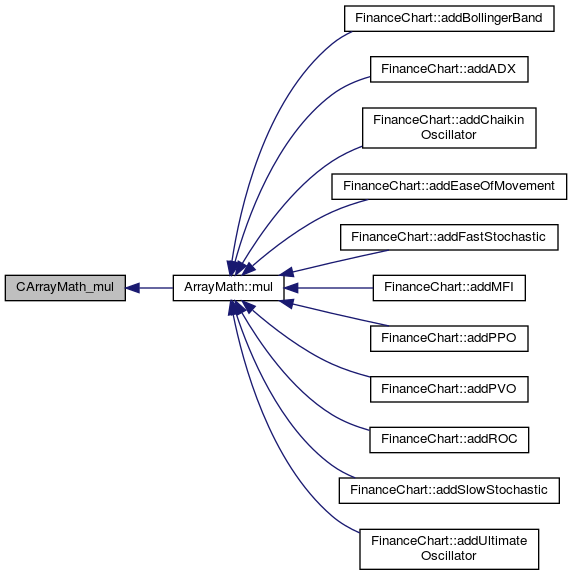 FinanceChart::addBollingerBand
FinanceChart::addADX
FinanceChart::addChaikin
Oscillator
FinanceChart::addEaseOfMovement
FinanceChart::addFastStochastic
CArrayMath_mul
ArrayMath::mul
FinanceChart::addMFI
FinanceChart::addPPO
FinanceChart::addPVO
FinanceChart::addROC
FinanceChart::addSlowStochastic
FinanceChart::addUltimate
Oscillator